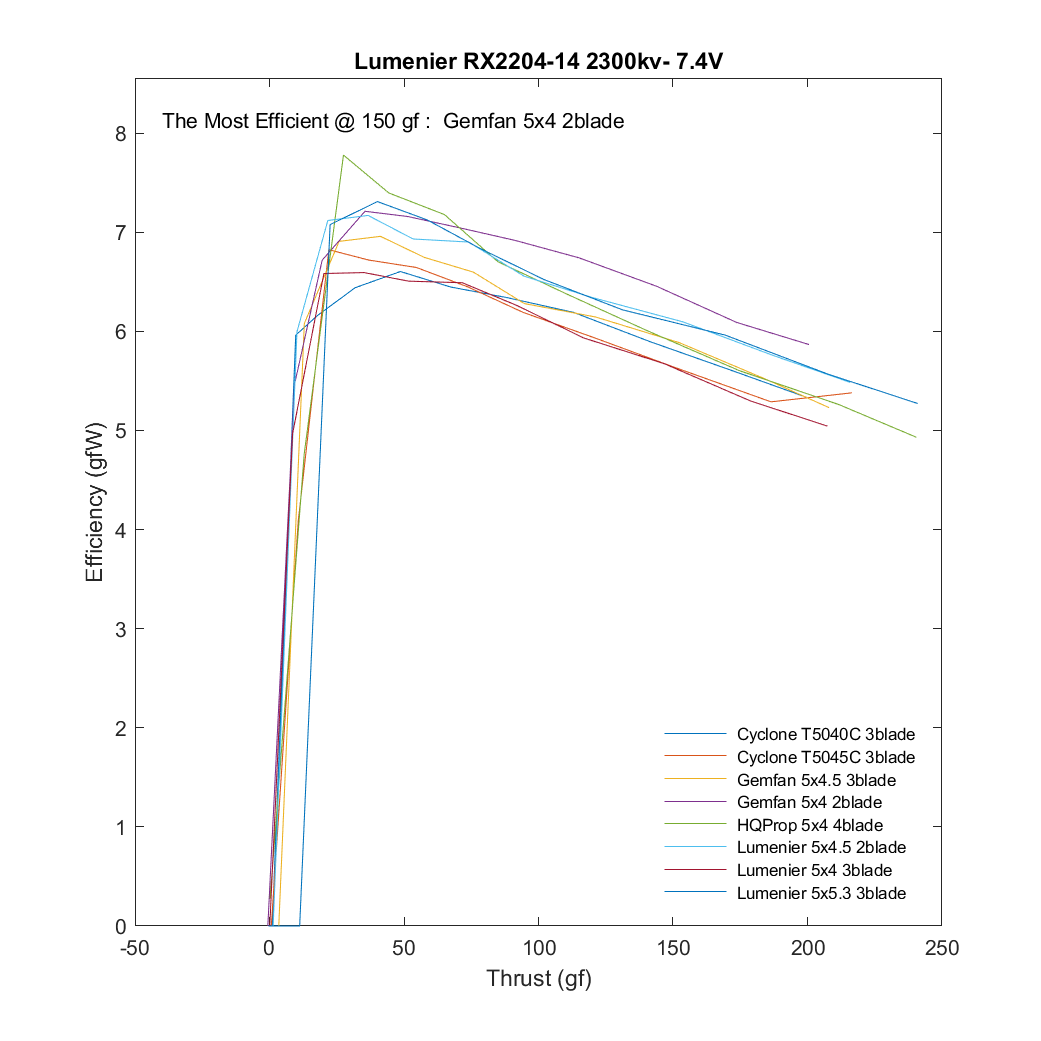 Lumenier RX2204-14 2300kv- 7.4V
The Most Efficient @ 150 gf :  Gemfan 5x4 2blade
8
7
6
5
4
3
2
1
0
Efficiency (gfW)
Cyclone T5040C 3blade
Cyclone T5045C 3blade
Gemfan 5x4.5 3blade
Gemfan 5x4 2blade
HQProp 5x4 4blade
Lumenier 5x4.5 2blade
Lumenier 5x4 3blade
Lumenier 5x5.3 3blade
-50 0 50 100 150 200 250
Thrust (gf)